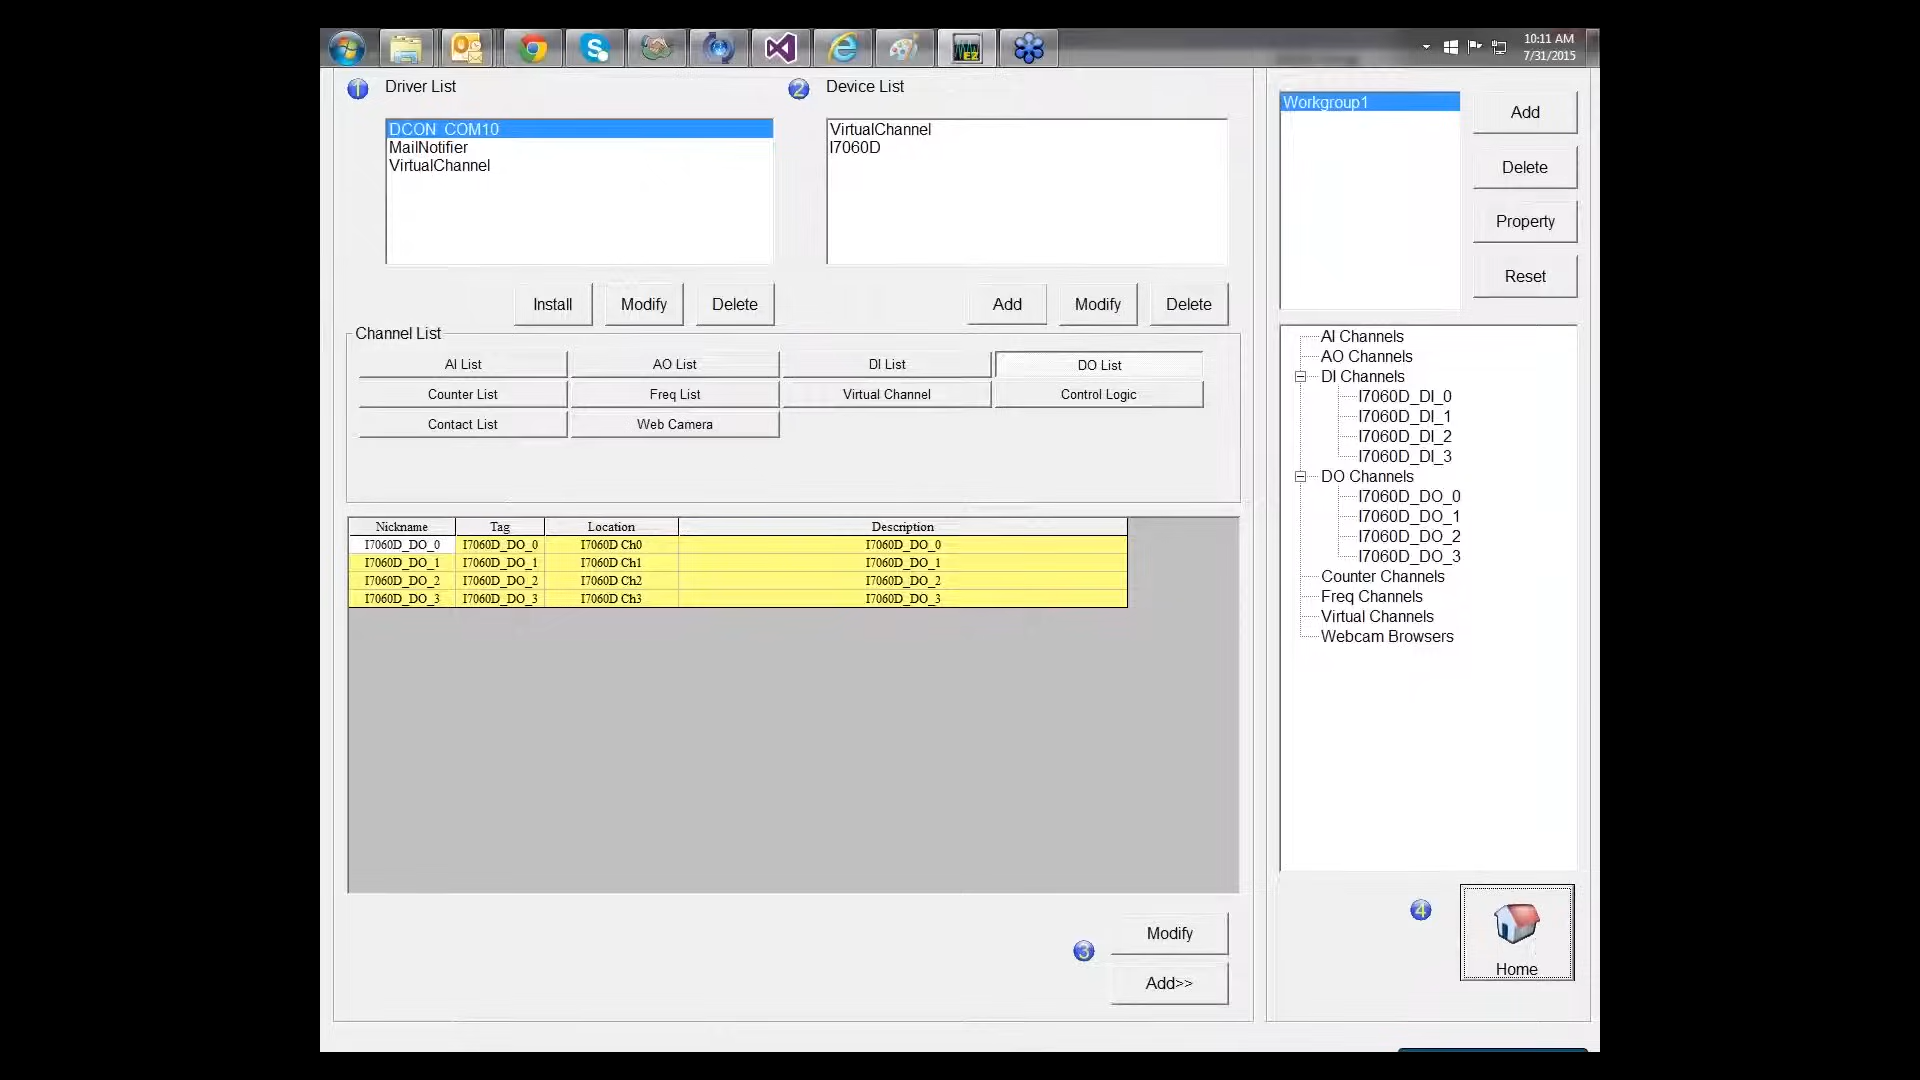 10:11 AM
7/31/2015
1 Driver List
DCON_COM10
MailNotifier
VirtualChannel
Install Modify Delete
2 Device List
VirtualChannel
I7060D
Add Modify Delete
Channel List
AI List AO List DI List DO List
Counter List Freq List Virtual Channel Control Logic
Contact List Web Camera
Nickname Tag Location Description
I7060D_DO_0 I7060D_DO_0 I7060D Ch0 I7060D_DO_0
I7060D_DO_1 I7060D_DO_1 I7060D Ch1 I7060D_DO_1
I7060D_DO_2 I7060D_DO_2 I7060D Ch2 I7060D_DO_2
I7060D_DO_3 I7060D_DO_3 I7060D Ch3 I7060D_DO_3
3
Modify
Add>>
Workgroup1
Add
Delete
Property
Reset
AI Channels
AO Channels
DI Channels
I7060D_DI_0
I7060D_DI_1
I7060D_DI_2
I7060D_DI_3
DO Channels
I7060D_DO_0
I7060D_DO_1
I7060D_DO_2
I7060D_DO_3
Counter Channels
Freq Channels
Virtual Channels
Webcam Browsers
4
Home